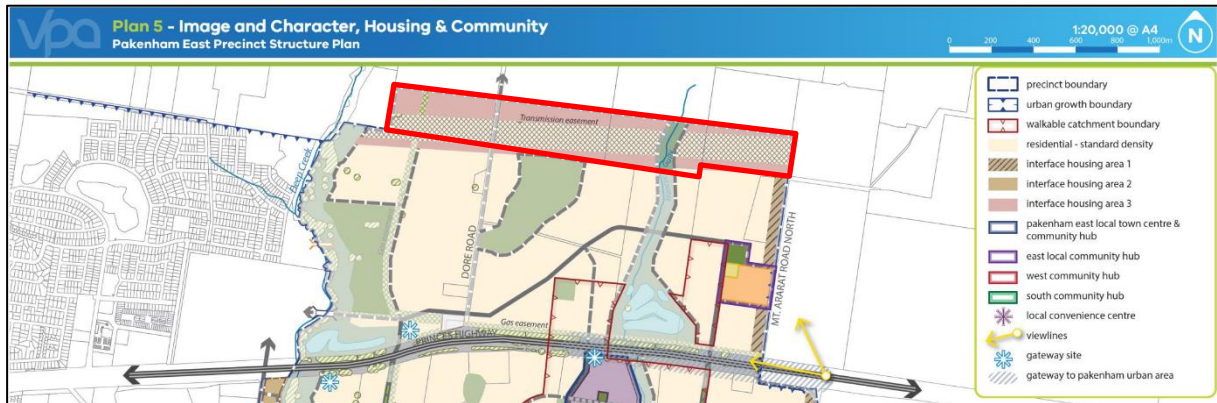 vpa
Plan 5 - Image and Character, Housing & Community
Pakenham East Precinct Structure Plan
1:20,000 @ A4
0 200 400 600 800 1,000m
N
Transmission easement
Deep Creek
DORE ROAD
MT. ARARAT ROAD NORTH
Gas easement
PRINCES HIGHWAY
precinct boundary
urban growth boundary
walkable catchment boundary
residential - standard density
interface housing area 1
interface housing area 2
interface housing area 3
pakenham east local town centre &
community hub
east local community hub
west community hub
south community hub
local convenience centre
viewlines
gateway site
gateway to pakenham urban area